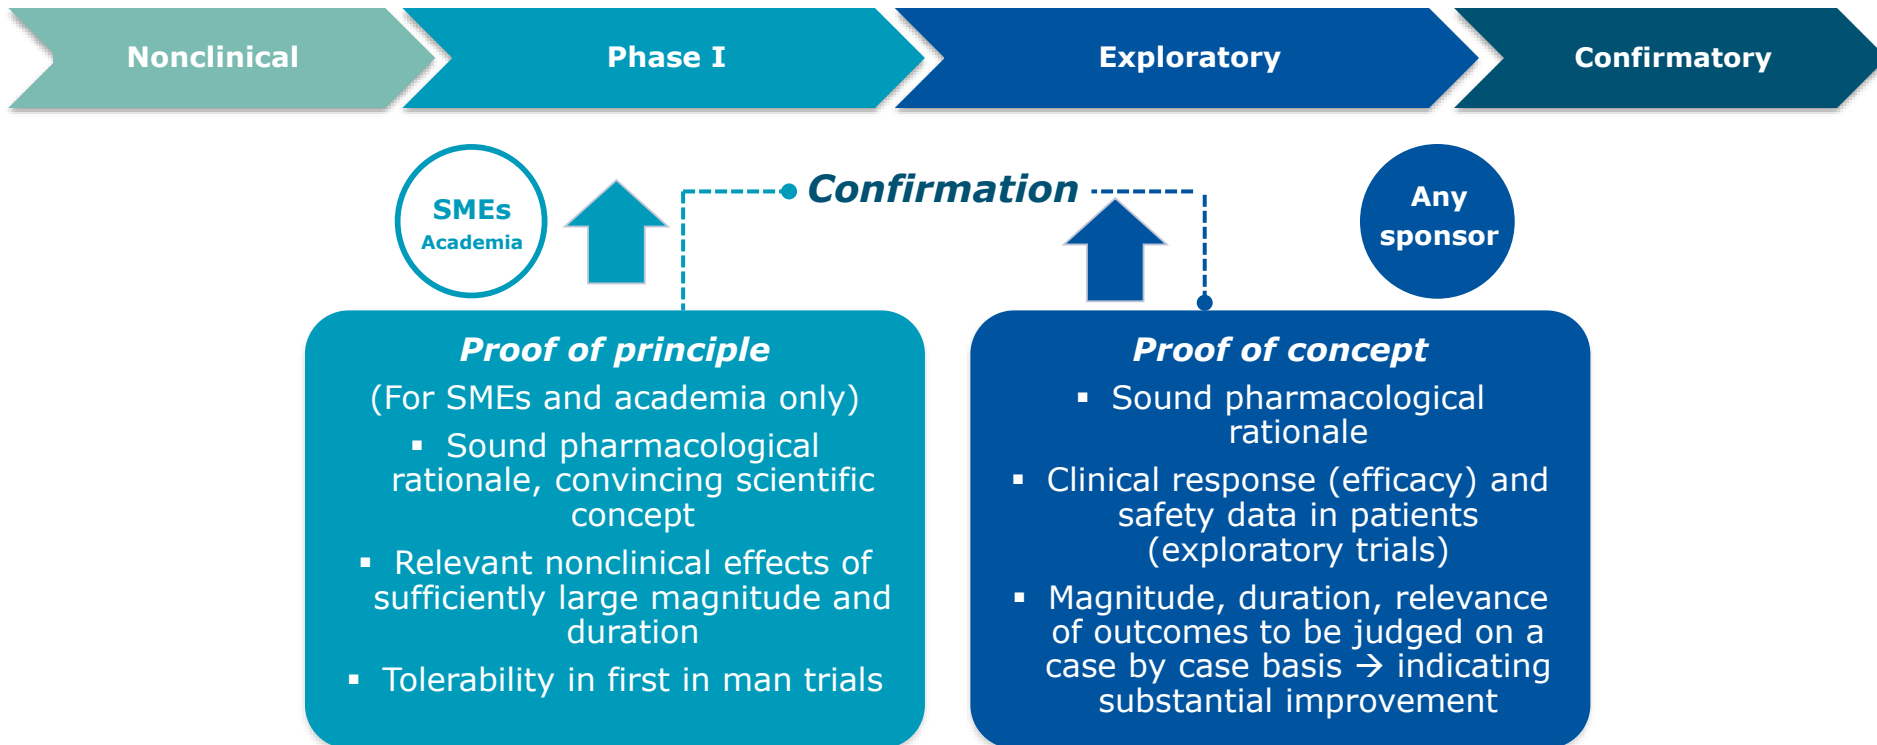 Nonclinical
Phase I
Exploratory
Confirmatory
SMEs
Academia
Confirmation
Any
sponsor
Proof of principle
(For SMEs and academia only)
▪ Sound pharmacological
rationale, convincing scientific
concept
▪ Relevant nonclinical effects of
sufficiently large magnitude and
duration
▪ Tolerability in first in man trials
Proof of concept
▪ Sound pharmacological
rationale
▪ Clinical response (efficacy) and
safety data in patients
(exploratory trials)
▪ Magnitude, duration, relevance
of outcomes to be judged on a
case by case basis → indicating
substantial improvement